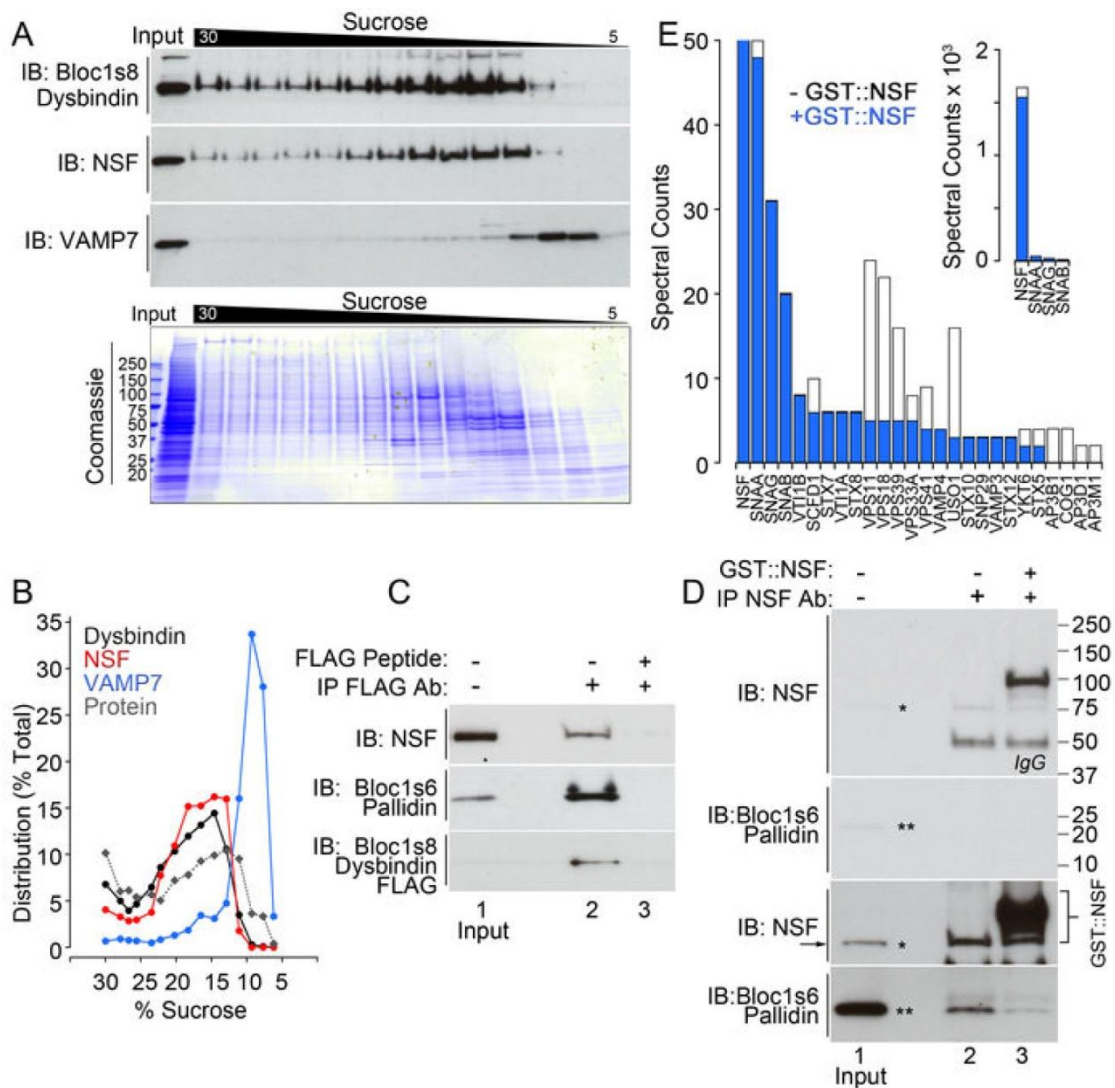 A
Sucrose
Input
30
5
IB: Bloc1s8
Dysbindin
IB: NSF
IB: VAMP7
Sucrose
Input
30
5
Coomassie
250
150
100
75
50
37
25
20
B
Dysbindin
NSF
VAMP7
Protein
Distribution (% Total)
35
30
25
20
15
10
5
0
30 25 20 15 10 5
% Sucrose
C
FLAG Peptide: - - +
IP FLAG Ab: - + +
IB: NSF
IB: Bloc1s6
Pallidin
IB: Bloc1s8
Dysbindin
FLAG
1 2 3
Input
E
Spectral Counts
50
40
30
20
10
0
- GST::NSF
+GST::NSF
NSF
SNAA
SNAG
SNAB
VTI1B
SCFD1
STX7
VTI1A
STX8
VPS11
VPS18
VPS39
VPS33A
VPS41
VAMP4
USO1
STX10
SNP29
VAMP3
STX12
YKT6
STX5
AP3B1
COG1
AP3D1
AP3M1
Spectral Counts x 10³
2
1
0
NSF
SNAA
SNAG
SNAB
D
GST::NSF: - - +
IP NSF Ab: - + +
IB: NSF
*
IgG
250
150
100
75
50
37
IB:Bloc1s6
Pallidin
**
25
20
10
IB: NSF
*
GST::NSF
IB:Bloc1s6
Pallidin
**
1 2 3
Input